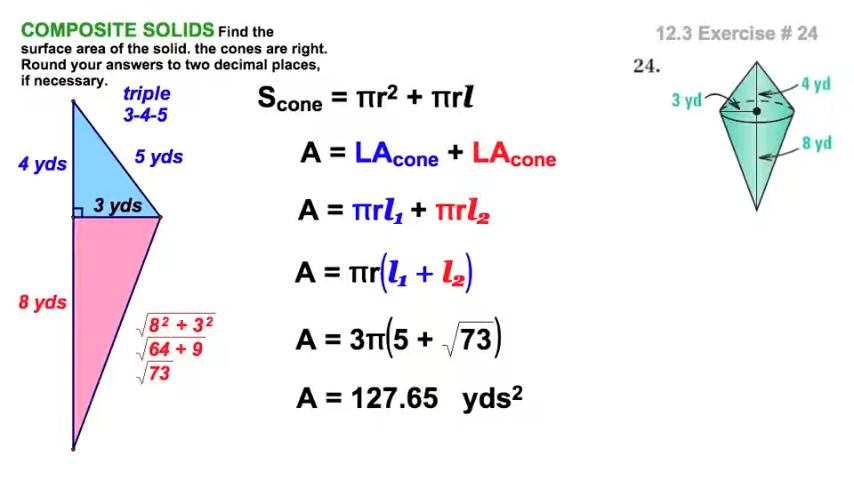 COMPOSITE SOLIDS Find the
surface area of the solid. the cones are right.
Round your answers to two decimal places,
if necessary.
12.3 Exercise # 24
24.
triple
3-4-5
4 yds
5 yds
3 yds
8 yds
√8² + 3²
√64 + 9
√73
S_cone = πr² + πrl
A = LA_cone + LA_cone
A = πrl₁ + πrl₂
A = πr(l₁ + l₂)
A = 3π(5 + √73)
A = 127.65 yds²
3 yd
4 yd
8 yd